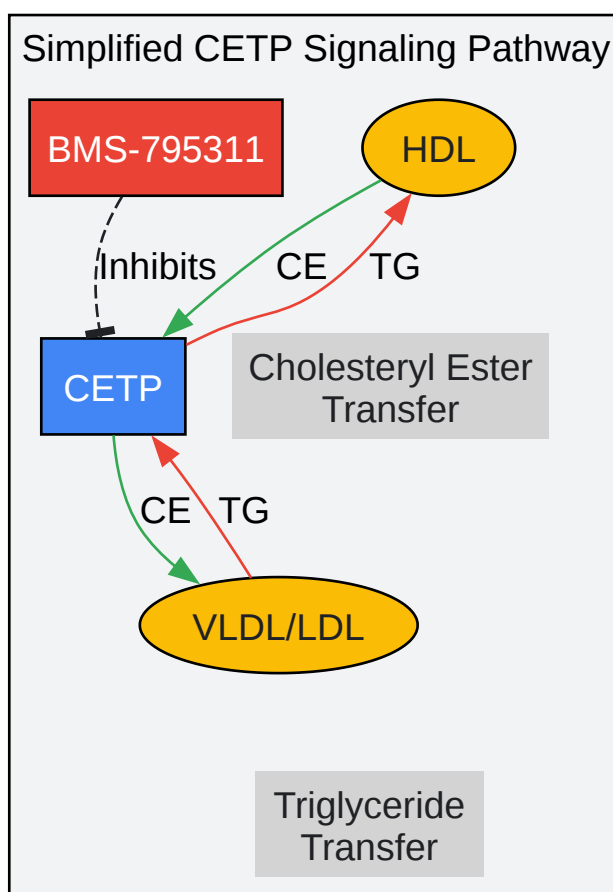 Simplified CETP Signaling Pathway
BMS-795311
HDL
Inhibits
CE
TG
CETP
Cholesteryl Ester
Transfer
CE
TG
VLDL/LDL
Triglyceride
Transfer